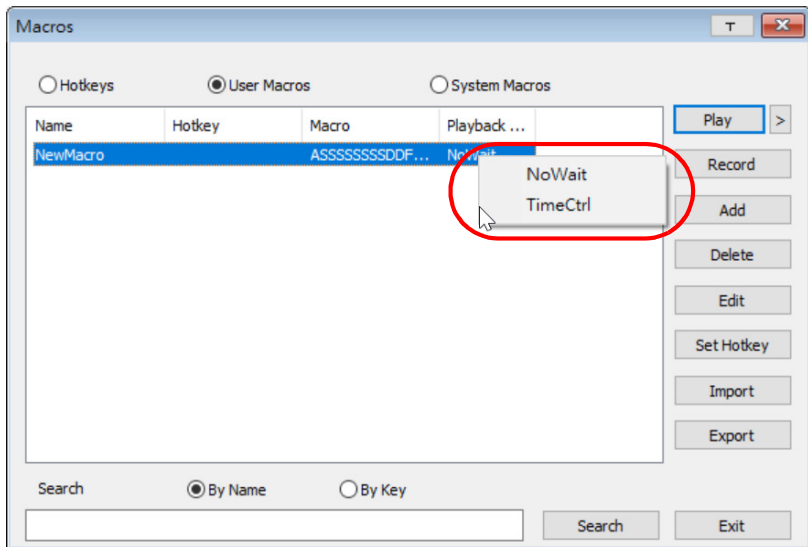 Macros
T
Hotkeys User Macros System Macros
Name Hotkey Macro Playback ...
NewMacro ASSSSSSSSDDF... NoWait
NoWait
TimeCtrl
Play >
Record
Add
Delete
Edit
Set Hotkey
Import
Export
Search By Name By Key
Search Exit